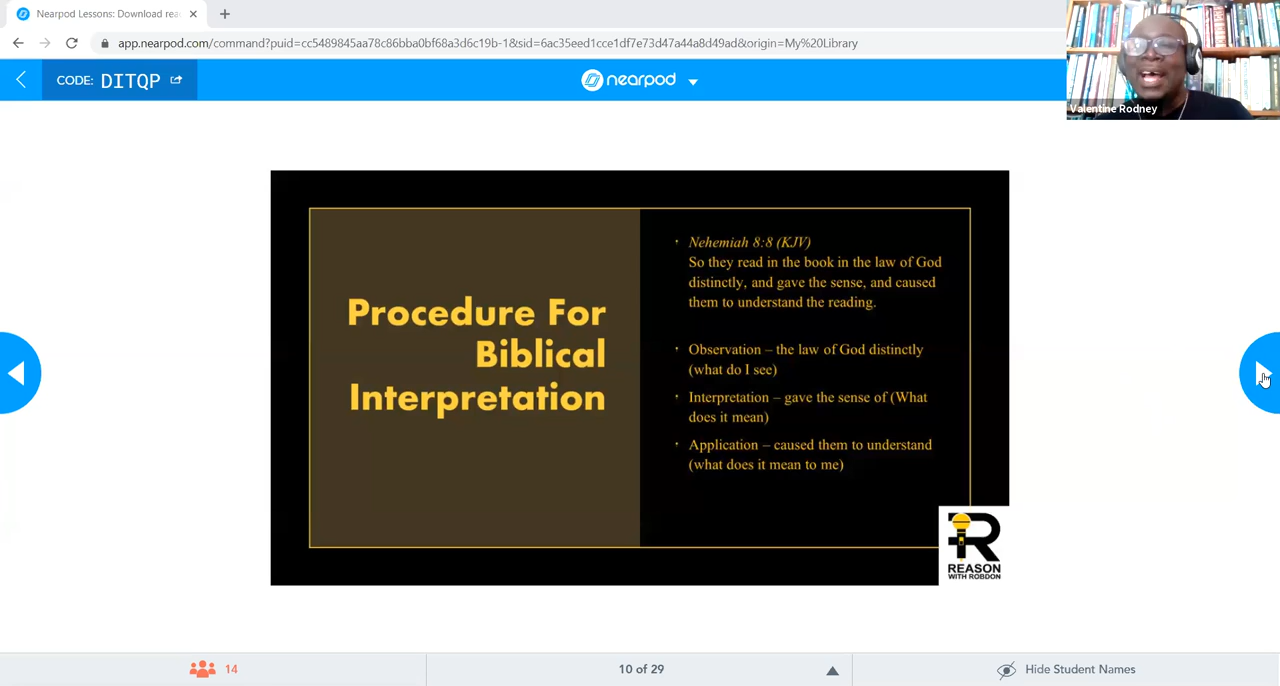 Nearpod Lessons: Download rea
app.nearpod.com/command?puid=cc5489845aa78c86bba0bf68a3d6c19b-1&sid=6ac35eed1cce1df7e73d47a44a8d49ad&origin=My%20Library
CODE: DITQP
nearpod
Valentine Rodney
Procedure For
Biblical
Interpretation
• Nehemiah 8:8 (KJV)
So they read in the book in the law of God
distinctly, and gave the sense, and caused
them to understand the reading.
• Observation – the law of God distinctly
(what do I see)
• Interpretation – gave the sense of (What
does it mean)
• Application – caused them to understand
(what does it mean to me)
R
REASON
WITH ROBDON
14
10 of 29
Hide Student Names